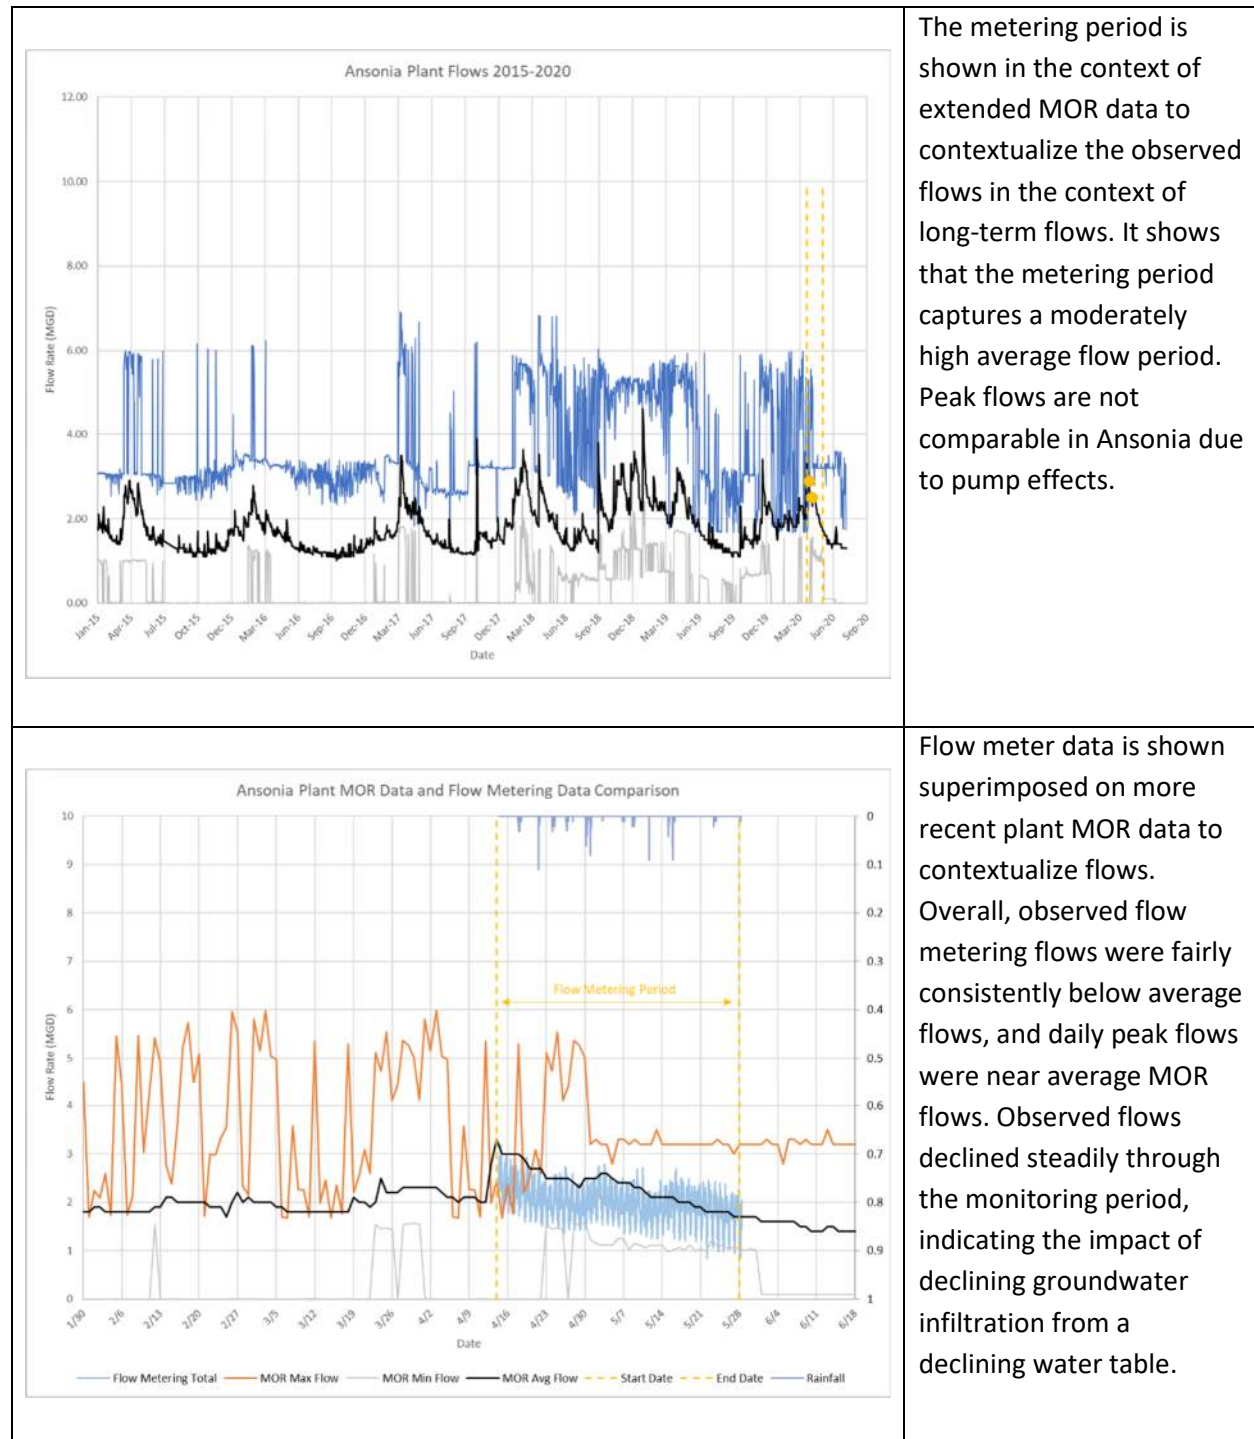 Ansonia Plant Flows 2015-2020
12.00
10.00
8.00
6.00
4.00
2.00
0.00
Flow Rate (MGD)
Jan-15 Apr-15 Jul-15 Oct-15 Dec-15 Mar-16 Jun-16 Sep-16 Dec-16 Mar-17 Jun-17 Sep-17 Dec-17 Mar-18 Jun-18 Sep-18 Dec-18 Mar-19 Jun-19 Sep-19 Dec-19 Mar-20 Jun-20 Sep-20
Date
The metering period is
shown in the context of
extended MOR data to
contextualize the observed
flows in the context of
long-term flows. It shows
that the metering period
captures a moderately
high average flow period.
Peak flows are not
comparable in Ansonia due
to pump effects.
Ansonia Plant MOR Data and Flow Metering Data Comparison
10
9
8
7
6
5
4
3
2
1
0
Flow Rate (MGD)
0
0.1
0.2
0.3
0.4
0.5
0.6
0.7
0.8
0.9
1
Flow Metering Period
1/30 2/6 2/13 2/20 2/27 3/5 3/12 3/19 3/26 4/2 4/9 4/16 4/23 4/30 5/7 5/14 5/21 5/28 6/4 6/11 6/18
Date
Flow Metering Total MOR Max Flow MOR Min Flow MOR Avg Flow Start Date End Date Rainfall
Flow meter data is shown
superimposed on more
recent plant MOR data to
contextualize flows.
Overall, observed flow
metering flows were fairly
consistently below average
flows, and daily peak flows
were near average MOR
flows. Observed flows
declined steadily through
the monitoring period,
indicating the impact of
declining groundwater
infiltration from a
declining water table.